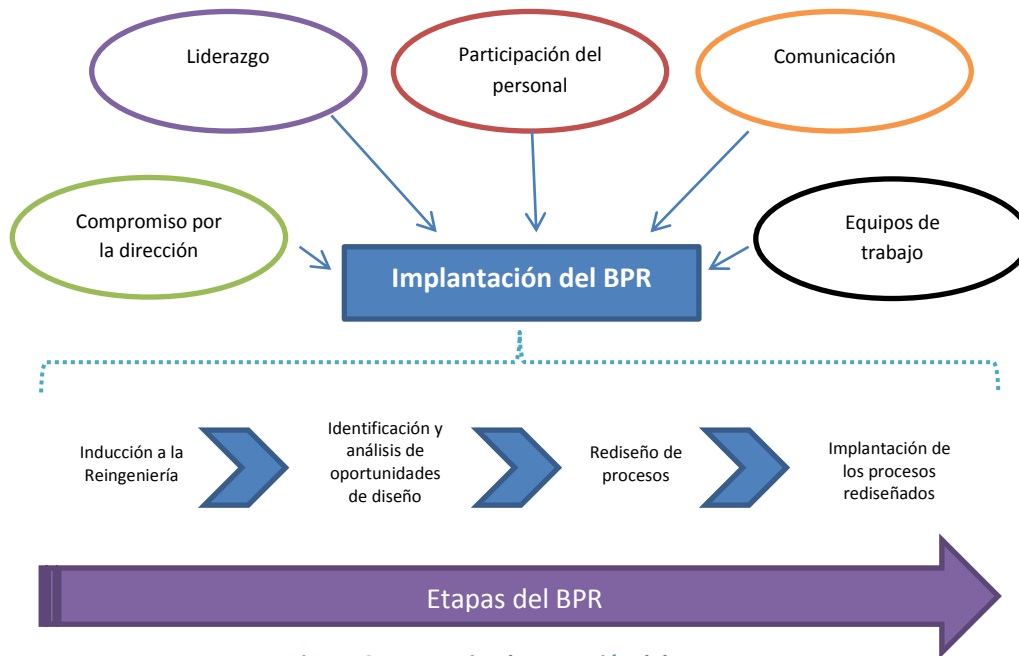 Liderazgo
Participación del
personal
Comunicación
Compromiso por
la dirección
Equipos de
trabajo
Implantación del BPR
Inducción a la
Reingeniería
Identificación y
análisis de
oportunidades
de diseño
Rediseño de
procesos
Implantación de
los procesos
rediseñados
Etapas del BPR